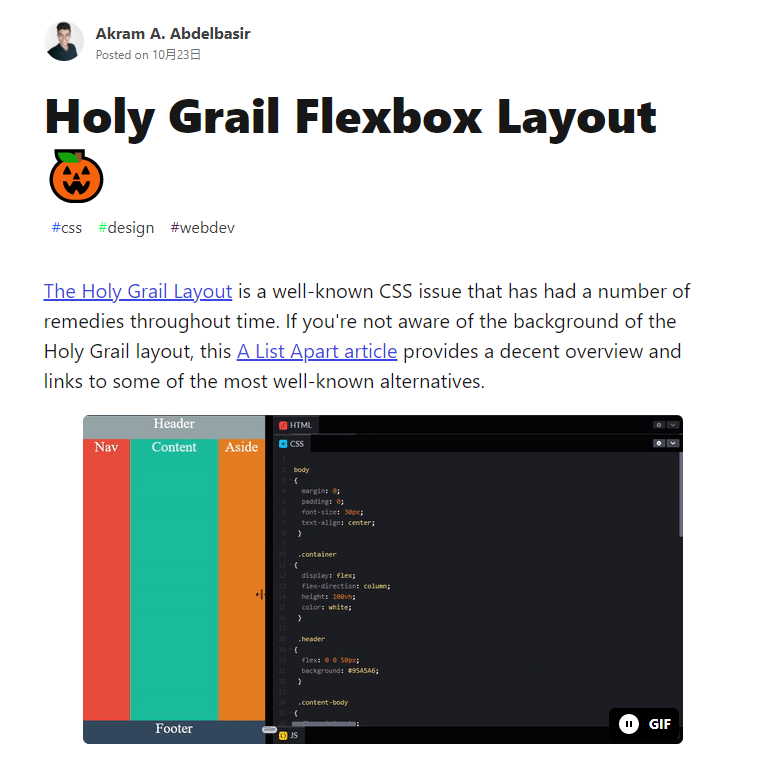 Akram A. Abdelbasir
Posted on 10月23日
Holy Grail Flexbox Layout
#css #design #webdev
The Holy Grail Layout is a well-known CSS issue that has had a number of
remedies throughout time. If you're not aware of the background of the
Holy Grail layout, this A List Apart article provides a decent overview and
links to some of the most well-known alternatives.
Header
Nav Content Aside
Footer
HTML
CSS
body
{
margin: 0;
padding: 0;
font-size: 30px;
text-align: center;
}
.container
{
display: flex;
flex-direction: column;
height: 100vh;
color: white;
}
.header
{
flex: 0 0 50px;
background: #95A5A6;
}
.content-body
{
JS
GIF